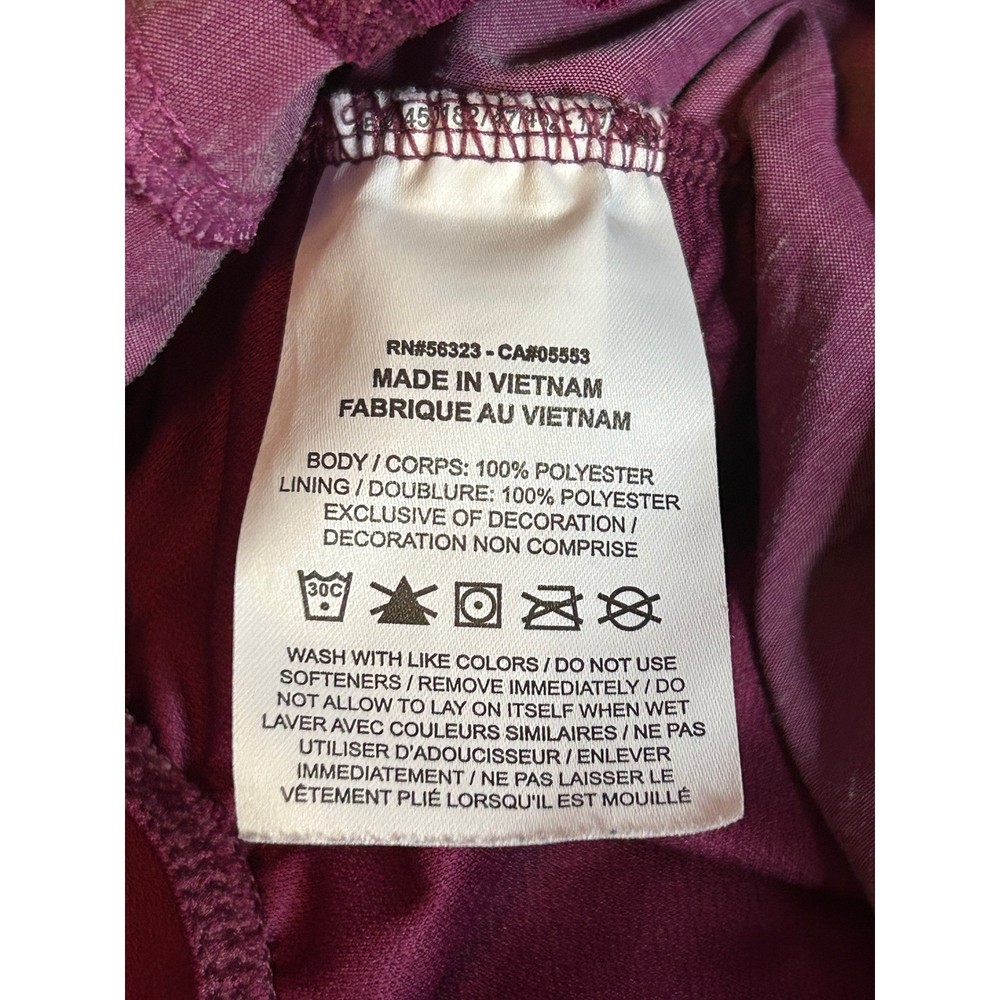 RN#56323 - CA#05553
MADE IN VIETNAM
FABRIQUE AU VIETNAM
BODY / CORPS: 100% POLYESTER
LINING / DOUBLURE: 100% POLYESTER
EXCLUSIVE OF DECORATION /
DECORATION NON COMPRISE
30C
WASH WITH LIKE COLORS / DO NOT USE
SOFTENERS / REMOVE IMMEDIATELY / DO
NOT ALLOW TO LAY ON ITSELF WHEN WET
LAVER AVEC COULEURS SIMILAIRES / NE PAS
UTILISER D'ADOUCISSEUR / ENLEVER
IMMEDIATEMENT / NE PAS LAISSER LE
VÊTEMENT PLIÉ LORSQU'IL EST MOUILLÉ